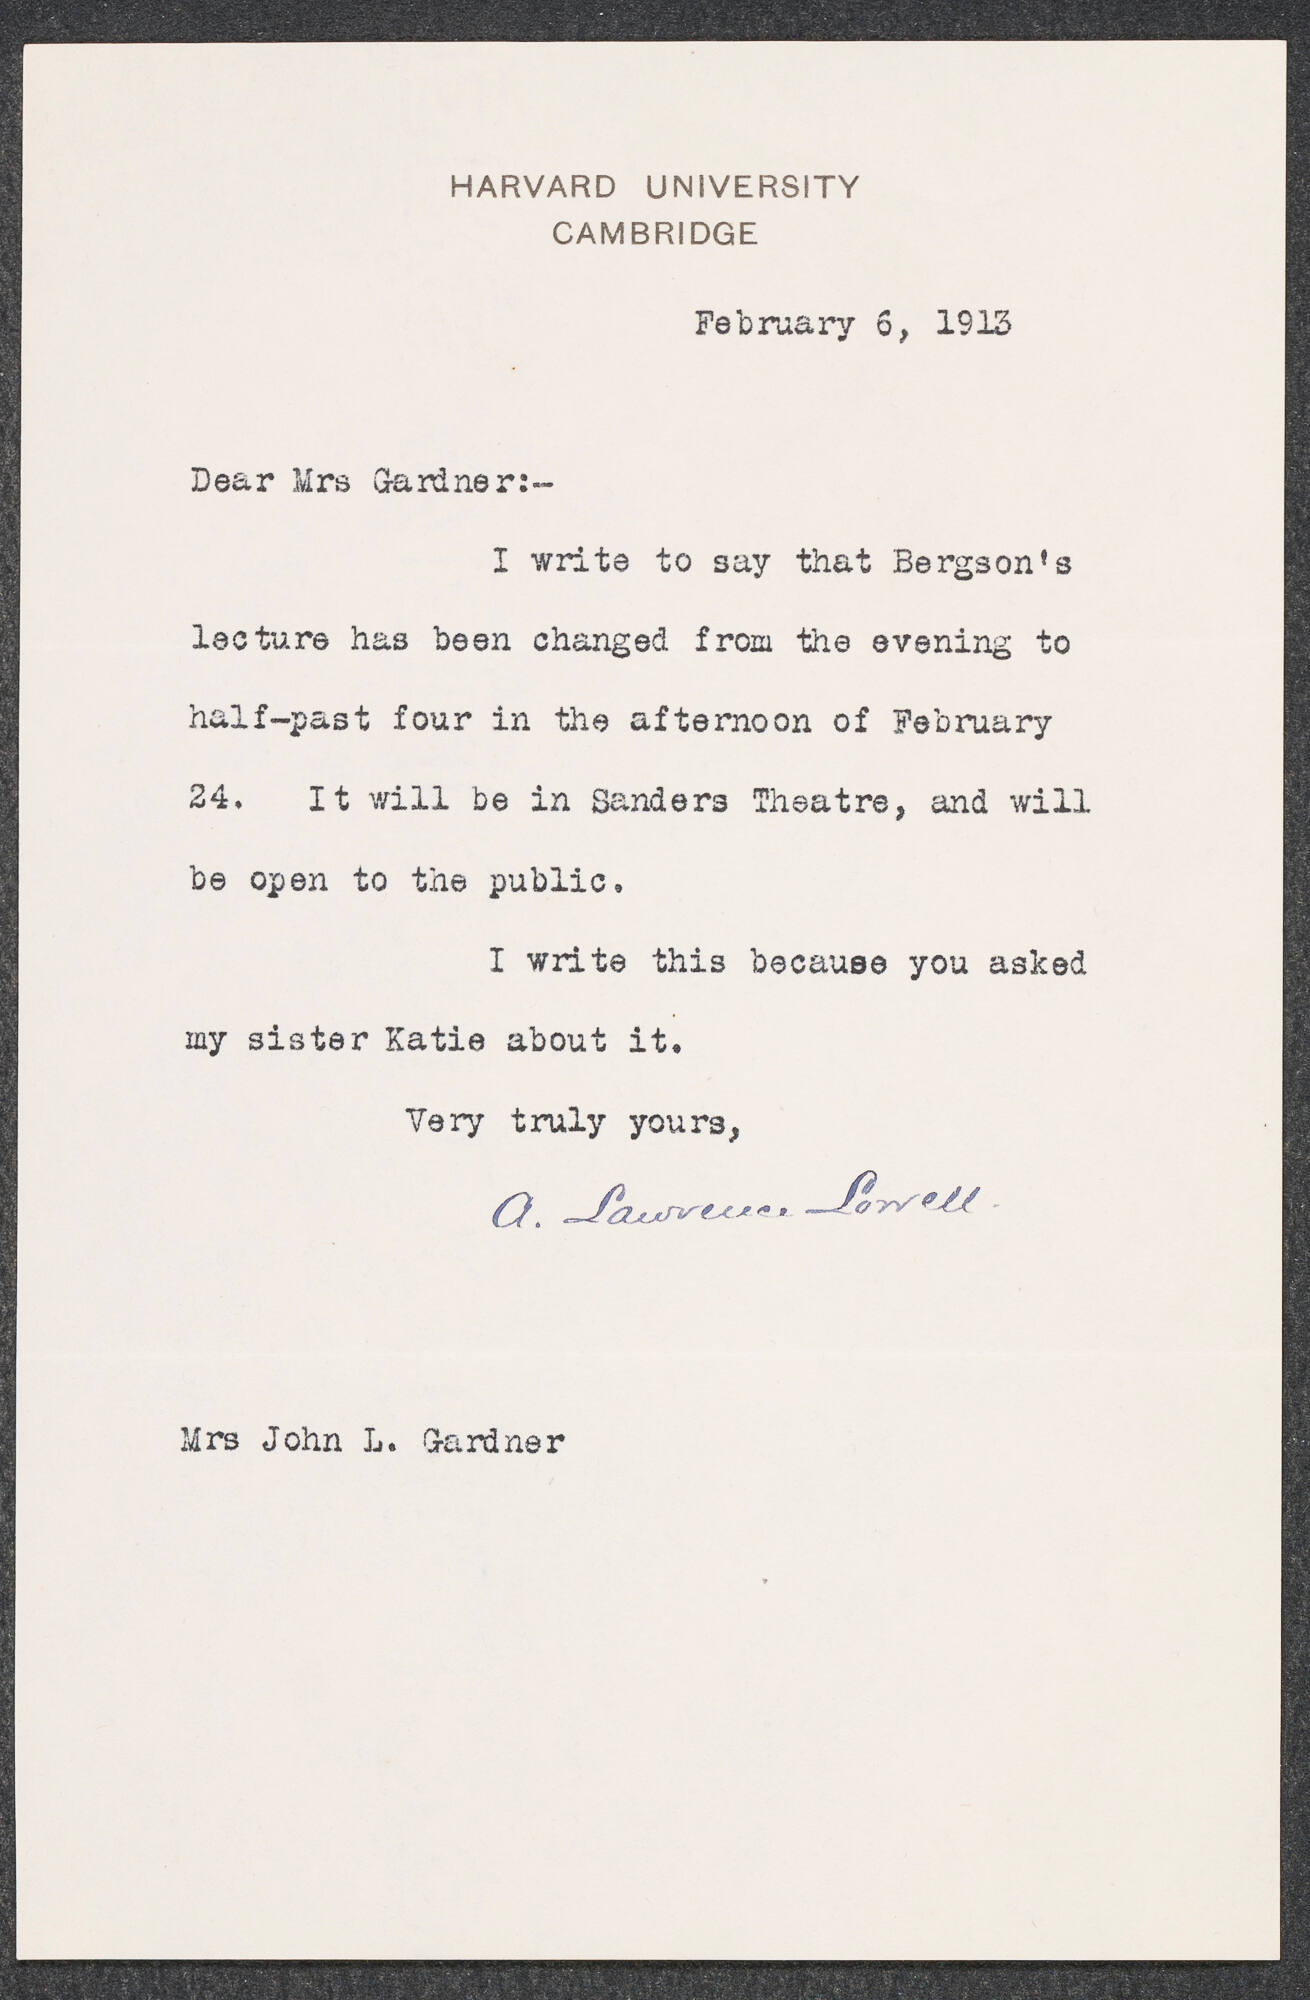 HARVARD UNIVERSITY
CAMBRIDGE
February 6, 1913
Dear Mrs Gardner:-
I write to say that Bergson's
lecture has been changed from the evening to
half-past four in the afternoon of February
24. It will be in Sanders Theatre, and will
be open to the public.
I write this because you asked
my sister Katie about it.
Very truly yours,
A. Lawrence Lowell.
Mrs John L. Gardner